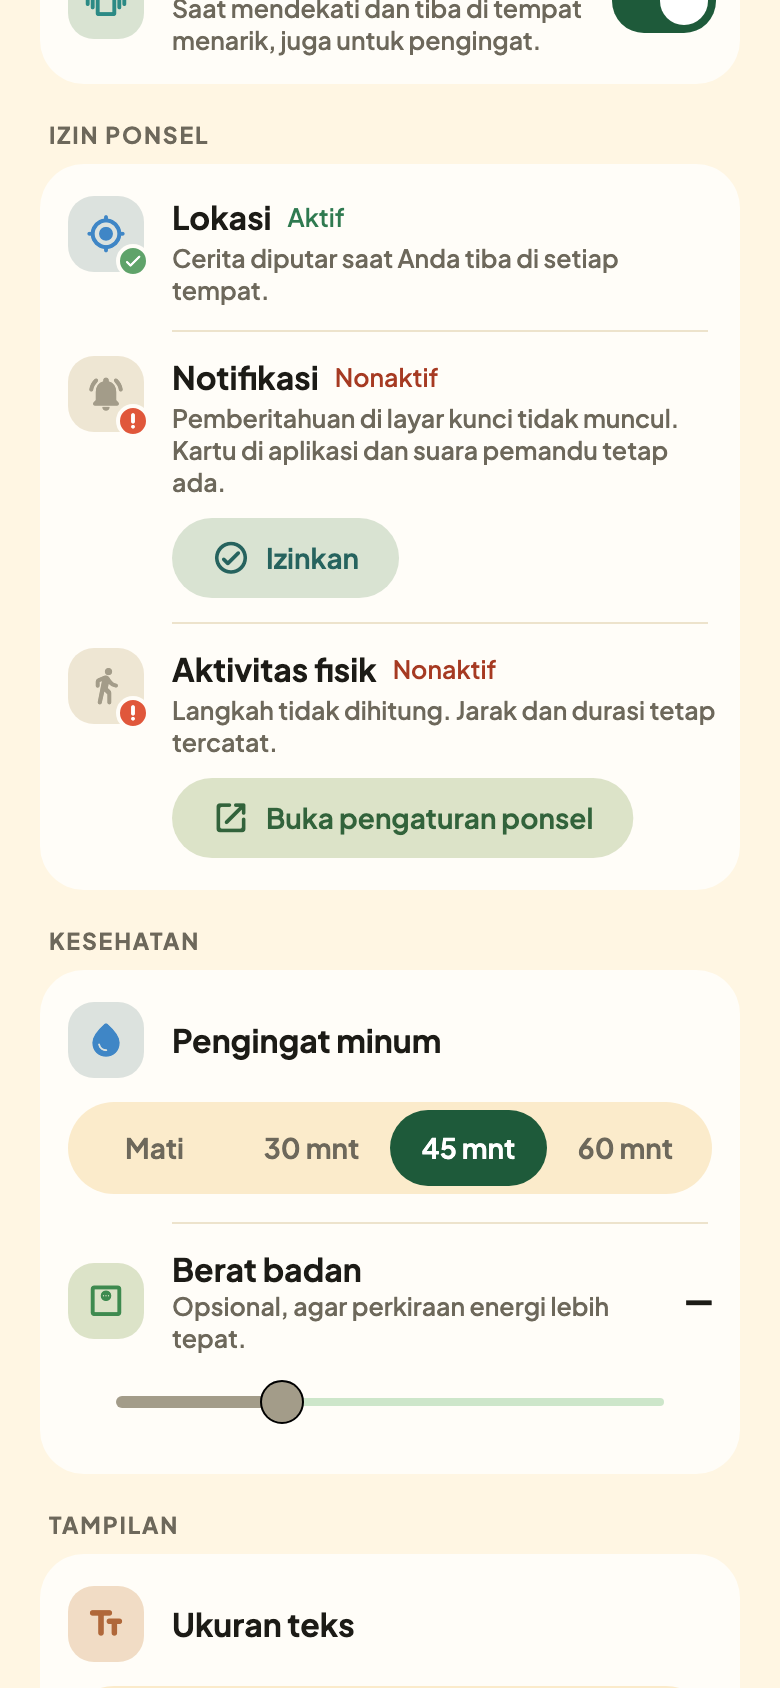 Saat mendekati dan tiba di tempat
menarik, juga untuk pengingat.
IZIN PONSEL
Lokasi Aktif
Cerita diputar saat Anda tiba di setiap
tempat.
Notifikasi Nonaktif
Pemberitahuan di layar kunci tidak muncul.
Kartu di aplikasi dan suara pemandu tetap
ada.
Izinkan
Aktivitas fisik Nonaktif
Langkah tidak dihitung. Jarak dan durasi tetap
tercatat.
Buka pengaturan ponsel
KESEHATAN
Pengingat minum
Mati 30 mnt 45 mnt 60 mnt
Berat badan
Opsional, agar perkiraan energi lebih
tepat.
–
TAMPILAN
Ukuran teks